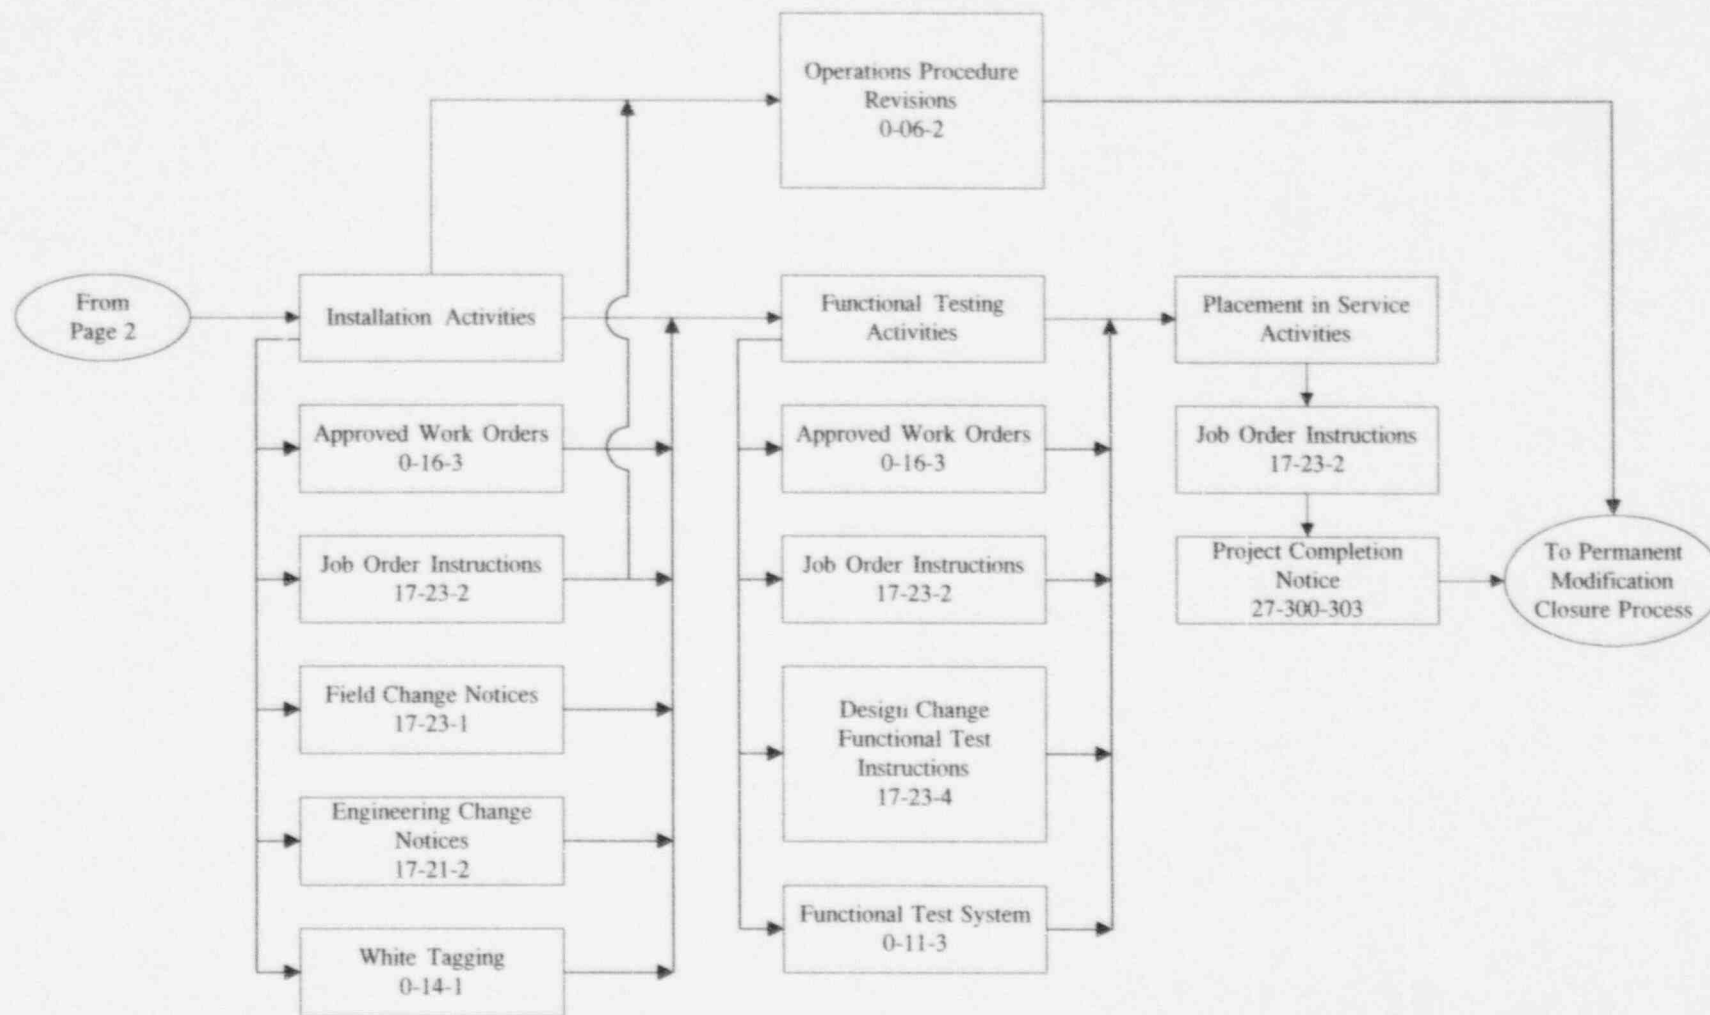 Operations Procedure
Revisions
0-06-2
From
Page 2
Installation Activities
Functional Testing
Activities
Placement in Service
Activities
Approved Work Orders
0-16-3
Approved Work Orders
0-16-3
Job Order Instructions
17-23-2
Job Order Instructions
17-23-2
Job Order Instructions
17-23-2
Project Completion
Notice
27-300-303
To Permanent
Modification
Closure Process
Field Change Notices
17-23-1
Design Change
Functional Test
Instructions
17-23-4
Engineering Change
Notices
17-21-2
Functional Test System
0-11-3
White Tagging
0-14-1